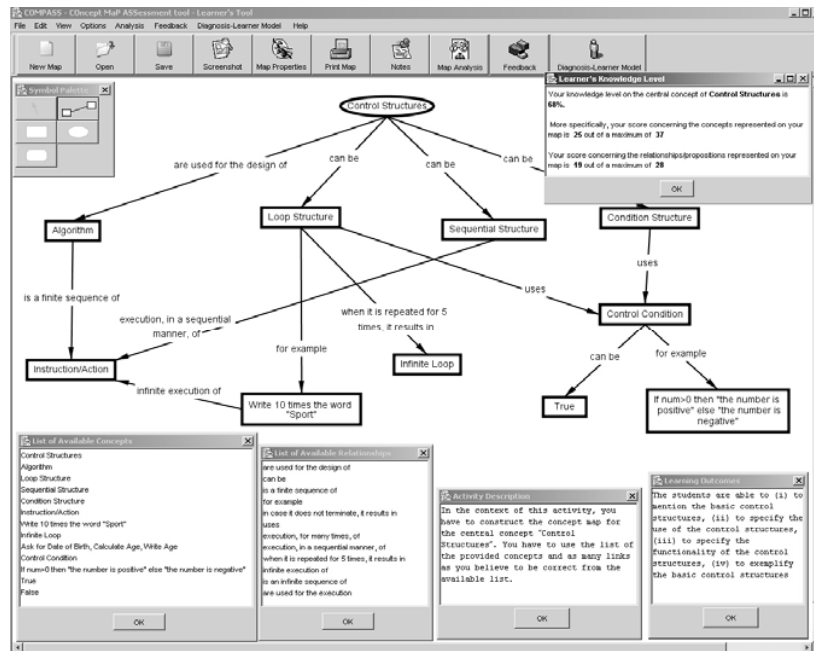 COMPASS - COncept MaP ASSessment tool - Learner's Tool
File Edit View Options Analysis Feedback Diagnosis-Learner Model Help
New Map Open Save Screenshot Map Properties Print Map Notes Map Analysis Feedback Diagnosis-Learner Model
Symbol Palette
Learner's Knowledge Level
Your knowledge level on the central concept of Control Structures is
68%.
More specifically, your score concerning the concepts represented on your
map is 25 out of a maximum of 37
Your score concerning the relationships/propositions represented on your
map is 19 out of a maximum of 28
OK
Control Structures
are used for the design of
can be
can be
can be
Algorithm
Loop Structure
Sequential Structure
Condition Structure
is a finite sequence of
execution, in a sequential
manner, of
when it is repeated for 5
times, it results in
uses
uses
Control Condition
for example
can be
for example
Instruction/Action
Infinite Loop
infinite execution of
Write 10 times the word
"Sport"
True
If num>0 then "the number is
positive" else "the number is
negative"
List of Available Concepts
Control Structures
Algorithm
Loop Structure
Sequential Structure
Condition Structure
Instruction/Action
Write 10 times the word "Sport"
Infinite Loop
Ask for Date of Birth, Calculate Age, Write Age
Control Condition
If num>0 then "the number is positive" else "the number is negative"
True
False
OK
List of Available Relationships
are used for the design of
can be
is a finite sequence of
for example
in case it does not terminate, it results in
uses
execution, for many times, of
execution, in a sequential manner, of
when it is repeated for 5 times, it results in
infinite execution of
is an infinite sequence of
are used for the execution
OK
Activity Description
In the context of this activity, you
have to construct the concept map for
the central concept "Control
Structures". You have to use the list of
the provided concepts and as many links
as you believe to be correct from the
available list.
OK
Learning Outcomes
The students are able to (i) to
mention the basic control
structures, (ii) to specify the
use of the control structures,
(iii) to specify the
functionality of the control
structures, (iv) to exemplify
the basic control structures
OK